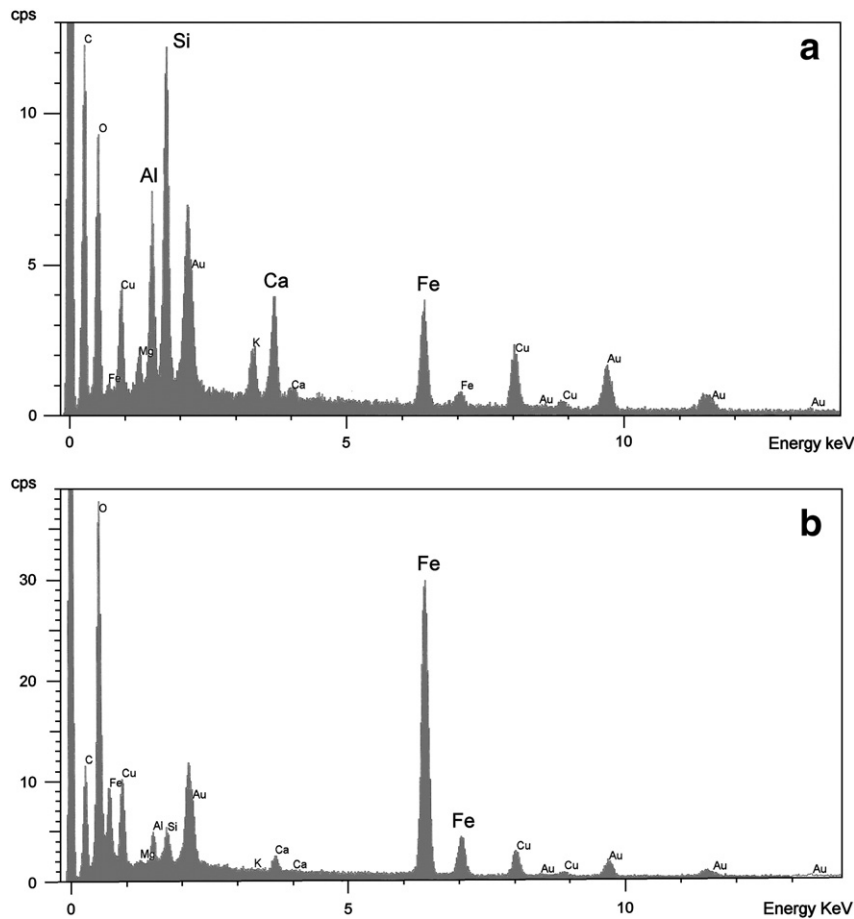 cps
a
C
Si
O
Al
Au
Cu
Ca
Fe
K
Mg
Fe
Ca
Fe
Cu
Au
Cu
Au
Au
Au
10
5
0
0
5
10
Energy keV
cps
b
O
Fe
C
Fe
Cu
Au
Al
Si
Mg
K
Ca
Ca
Fe
Cu
Au
Cu
Au
Au
Au
30
20
10
0
0
5
10
Energy KeV